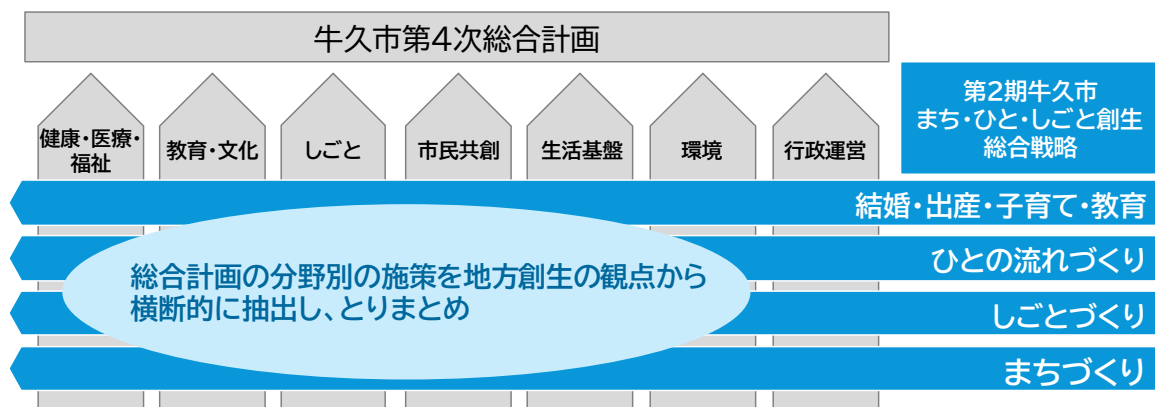 牛久市第4次総合計画
第2期牛久市
まち・ひと・しごと創生
総合戦略
健康・医療・
福祉
教育・文化
しごと
市民共創
生活基盤
環境
行政運営
結婚・出産・子育て・教育
ひとの流れづくり
しごとづくり
まちづくり
総合計画の分野別の施策を地方創生の観点から
横断的に抽出し、とりまとめ